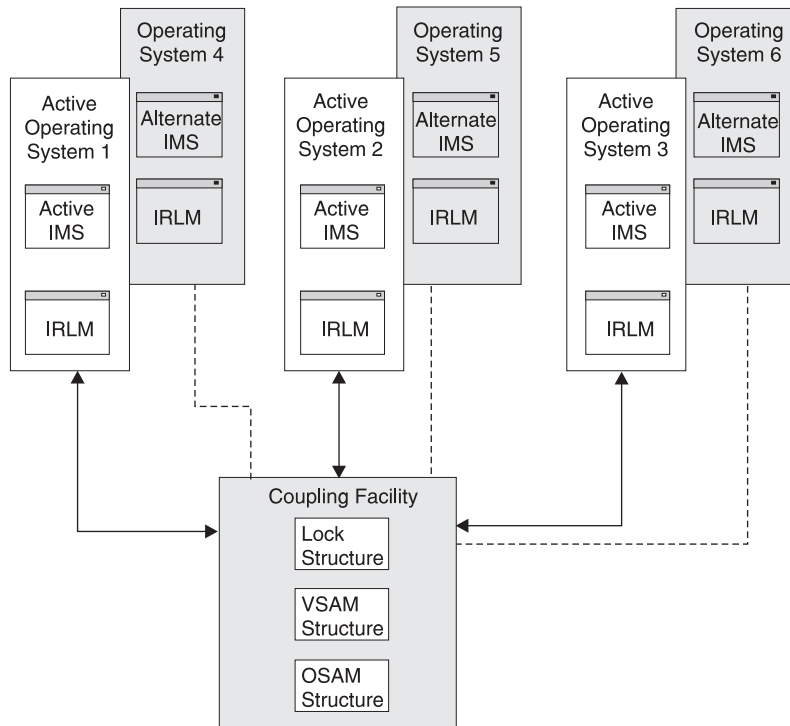 Operating
System 4
Alternate
IMS
IRLM
Active
Operating
System 1
Active
IMS
IRLM
Operating
System 5
Alternate
IMS
IRLM
Active
Operating
System 2
Active
IMS
IRLM
Operating
System 6
Alternate
IMS
IRLM
Active
Operating
System 3
Active
IMS
IRLM
Coupling Facility
Lock
Structure
VSAM
Structure
OSAM
Structure